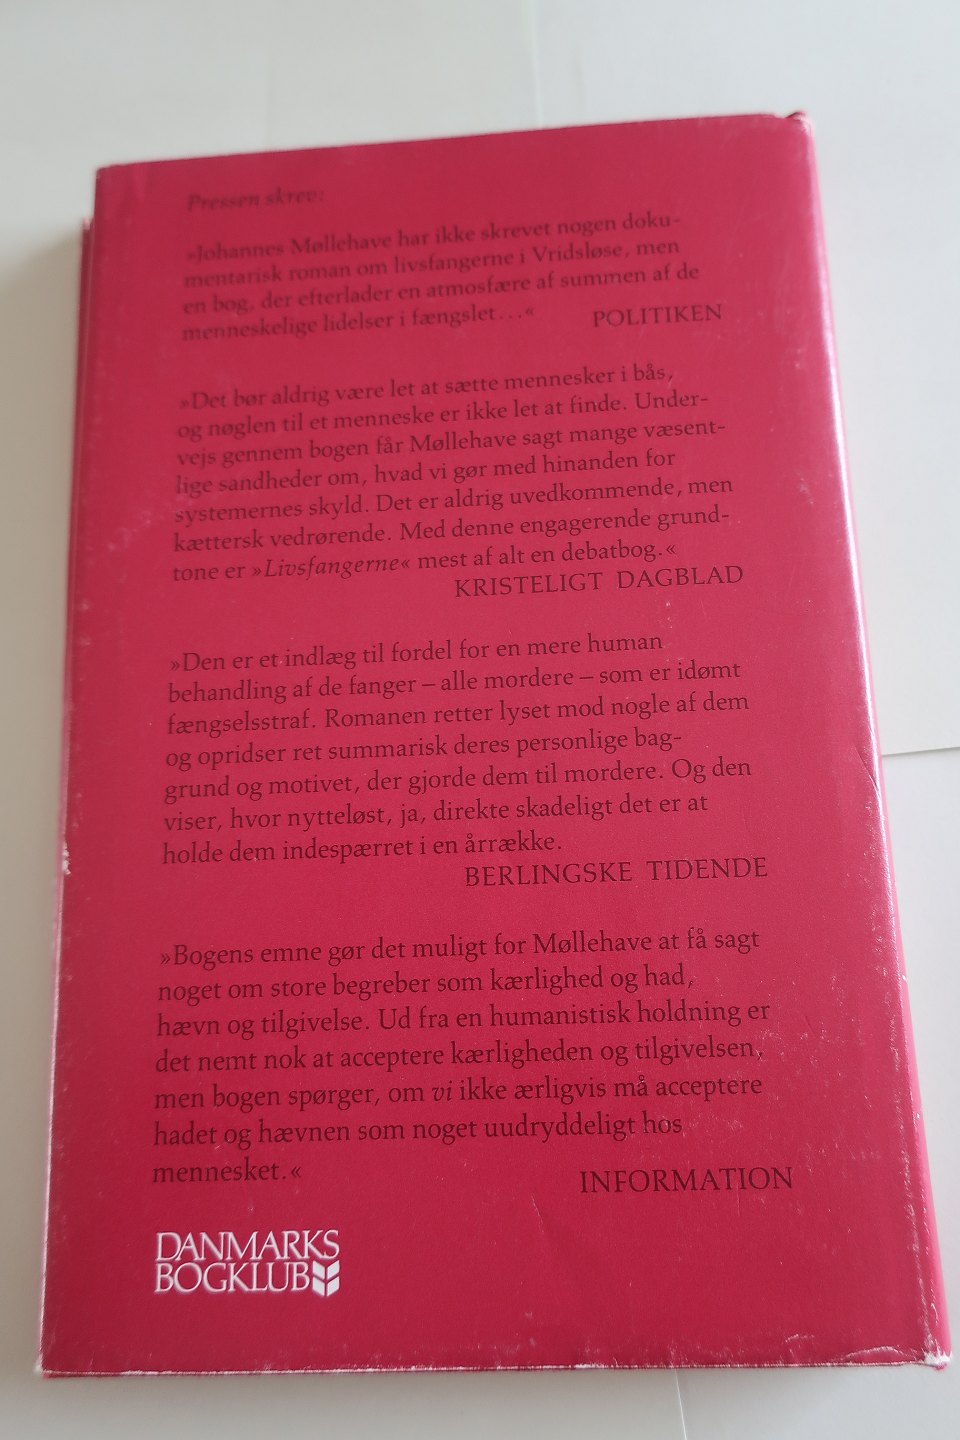 Pressen skrev:
»Johannes Møllehave har ikke skrevet nogen doku-
mentarisk roman om livsfangerne i Vridsløse, men
en bog, der efterlader en atmosfære af summen af de
menneskelige lidelser i fængslet...«
POLITIKEN
»Det bør aldrig være let at sætte mennesker i bås,
og nøglen til et menneske er ikke let at finde. Under-
vejs gennem bogen får Møllehave sagt mange væsent-
lige sandheder om, hvad vi gør med hinanden for
systemernes skyld. Det er aldrig uvedkommende, men
kættersk vedrørende. Med denne engagerende grund-
tone er »Livsfangerne« mest af alt en debatbog.«
KRISTELIGT DAGBLAD
»Den er et indlæg til fordel for en mere human
behandling af de fanger – alle mordere – som er idømt
fængselsstraf. Romanen retter lyset mod nogle af dem
og opridser ret summarisk deres personlige bag-
grund og motivet, der gjorde dem til mordere. Og den
viser, hvor nytteløst, ja, direkte skadeligt det er at
holde dem indespærret i en årrække.
BERLINGSKE TIDENDE
»Bogens emne gør det muligt for Møllehave at få sagt
noget om store begreber som kærlighed og had,
hævn og tilgivelse. Ud fra en humanistisk holdning er
det nemt nok at acceptere kærligheden og tilgivelsen,
men bogen spørger, om vi ikke ærligvis må acceptere
hadet og hævnen som noget uudryddeligt hos
mennesket.«
INFORMATION
DANMARKS
BOGKLUB